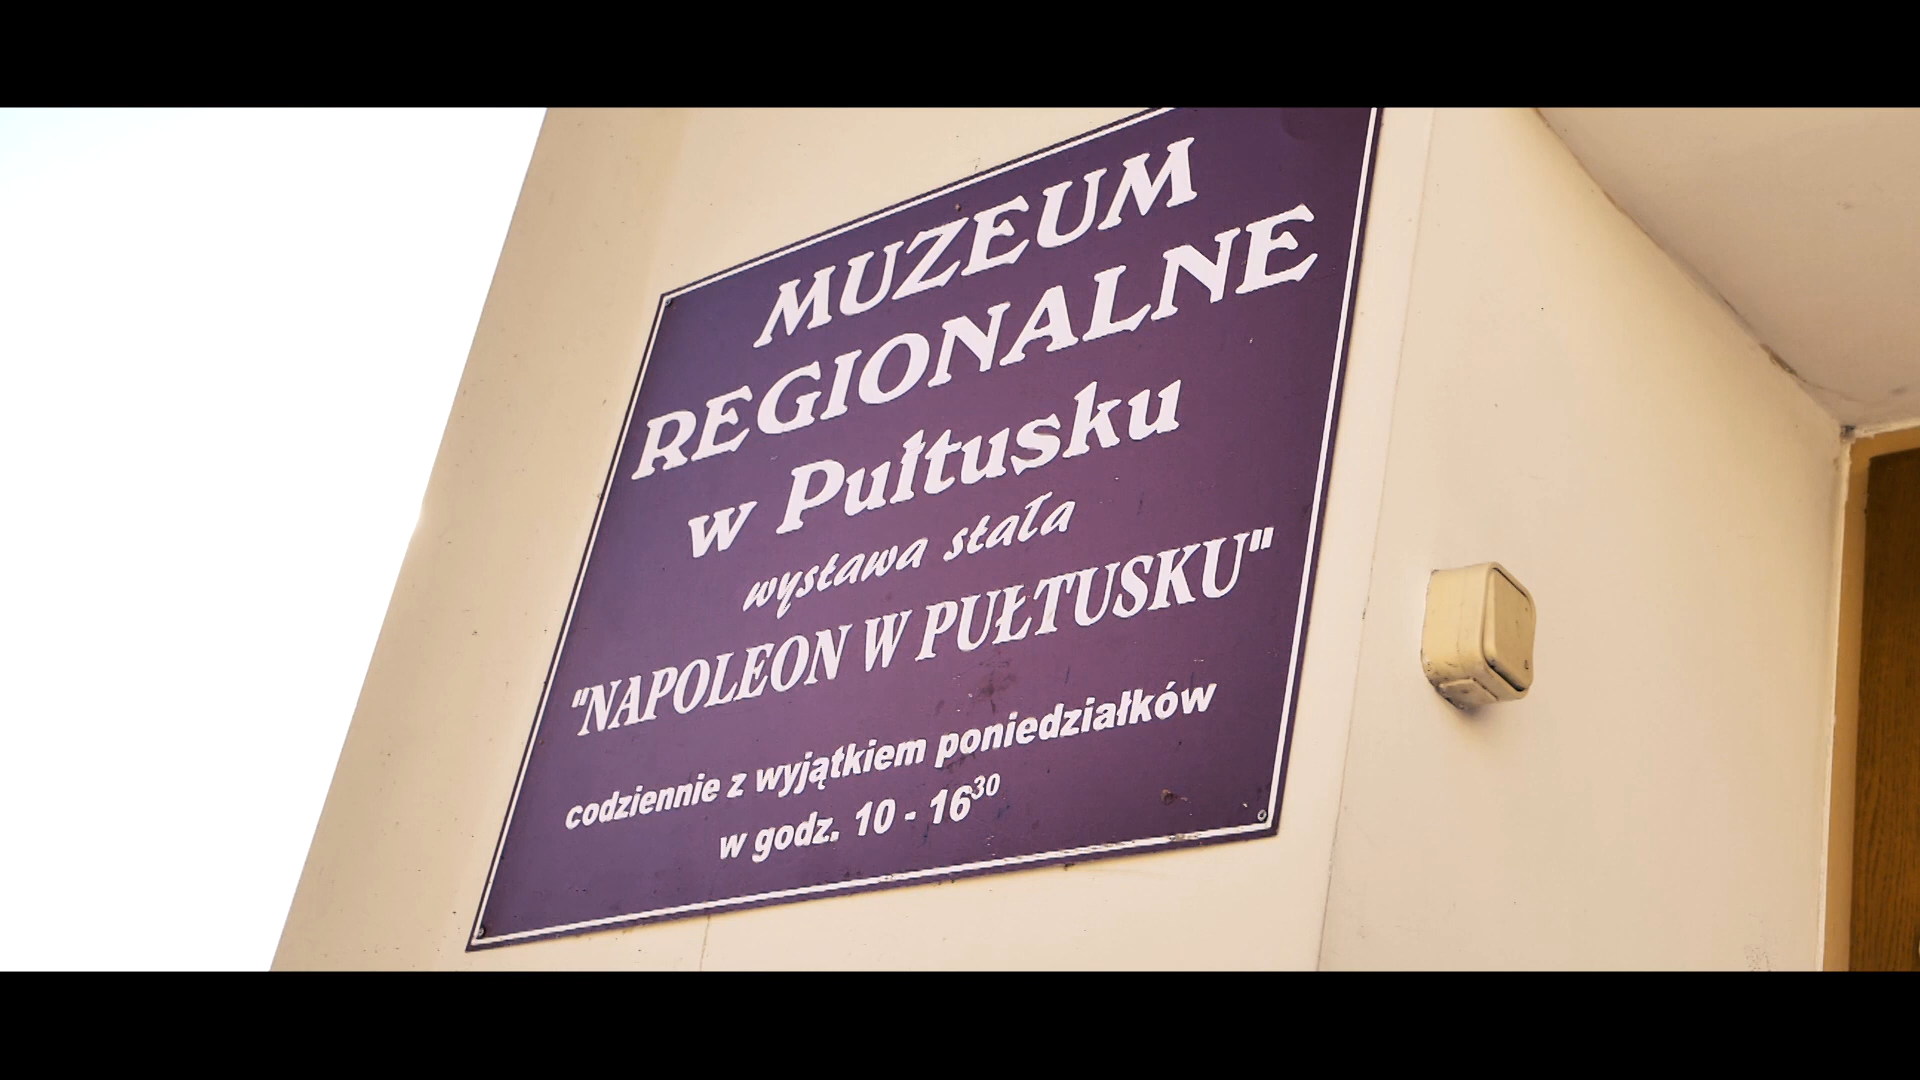 MUZEUM
REGIONALNE
w Pułtusku
wystawa stała
"NAPOLEON W PUŁTUSKU"
codziennie z wyjątkiem poniedziałków
w godz. 10 - 16³⁰